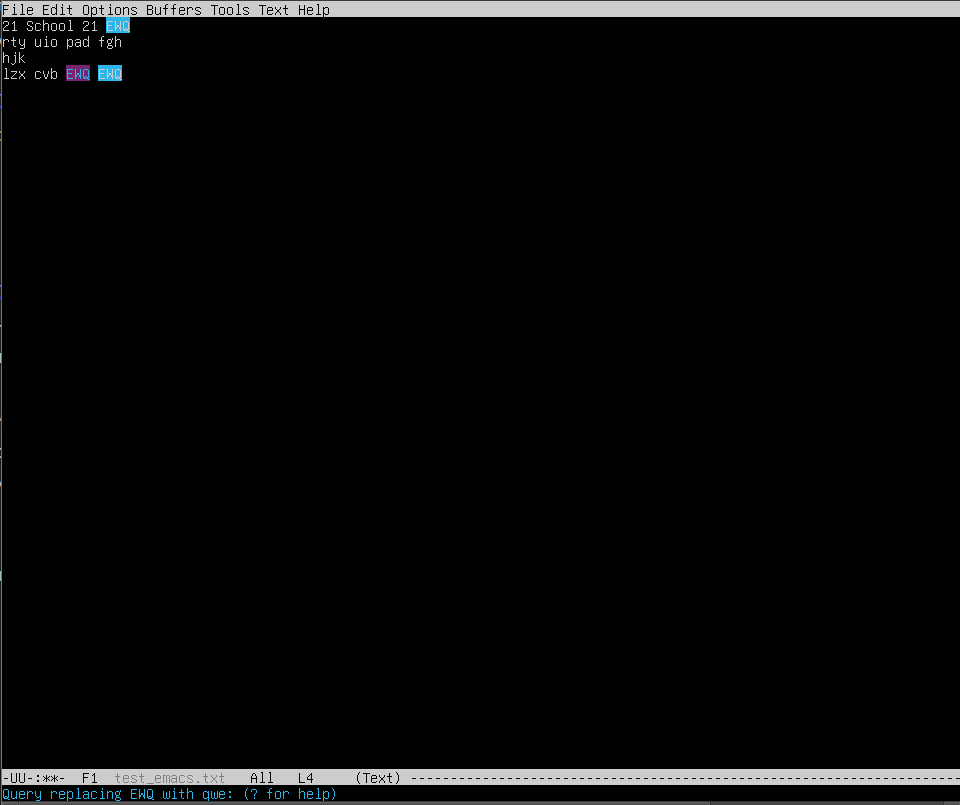 File Edit Options Buffers Tools Text Help
21 School 21 EWQ
rty uio pad fgh
hjk
lzx cvb EWQ EWQ
-UU-:**-  F1  test_emacs.txt   All   L4     (Text) ---------------------------------------------------------------------
Query replacing EWQ with qwe: (? for help)